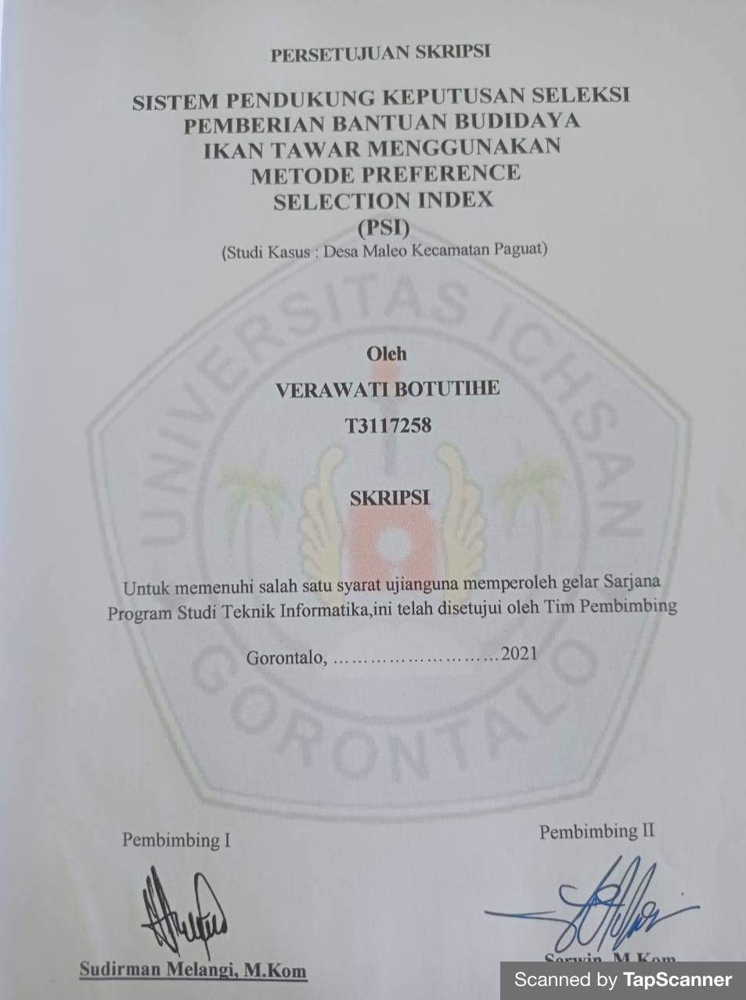 PERSETUJUAN SKRIPSI
SISTEM PENDUKUNG KEPUTUSAN SELEKSI
PEMBERIAN BANTUAN BUDIDAYA
IKAN TAWAR MENGGUNAKAN
METODE PREFERENCE
SELECTION INDEX
(PSI)
(Studi Kasus : Desa Maleo Kecamatan Paguat)
UNIVERSITAS ICHSAN
Oleh
VERAWATI BOTUTIHE
T3117258
SKRIPSI
Untuk memenuhi salah satu syarat ujianguna memperoleh gelar Sarjana
Program Studi Teknik Informatika,ini telah disetujui oleh Tim Pembimbing
Gorontalo, ...........................2021
GORONTALO
Pembimbing I
Pembimbing II
Sudirman Melangi, M.Kom
Sarwin, M.Kom
Scanned by TapScanner